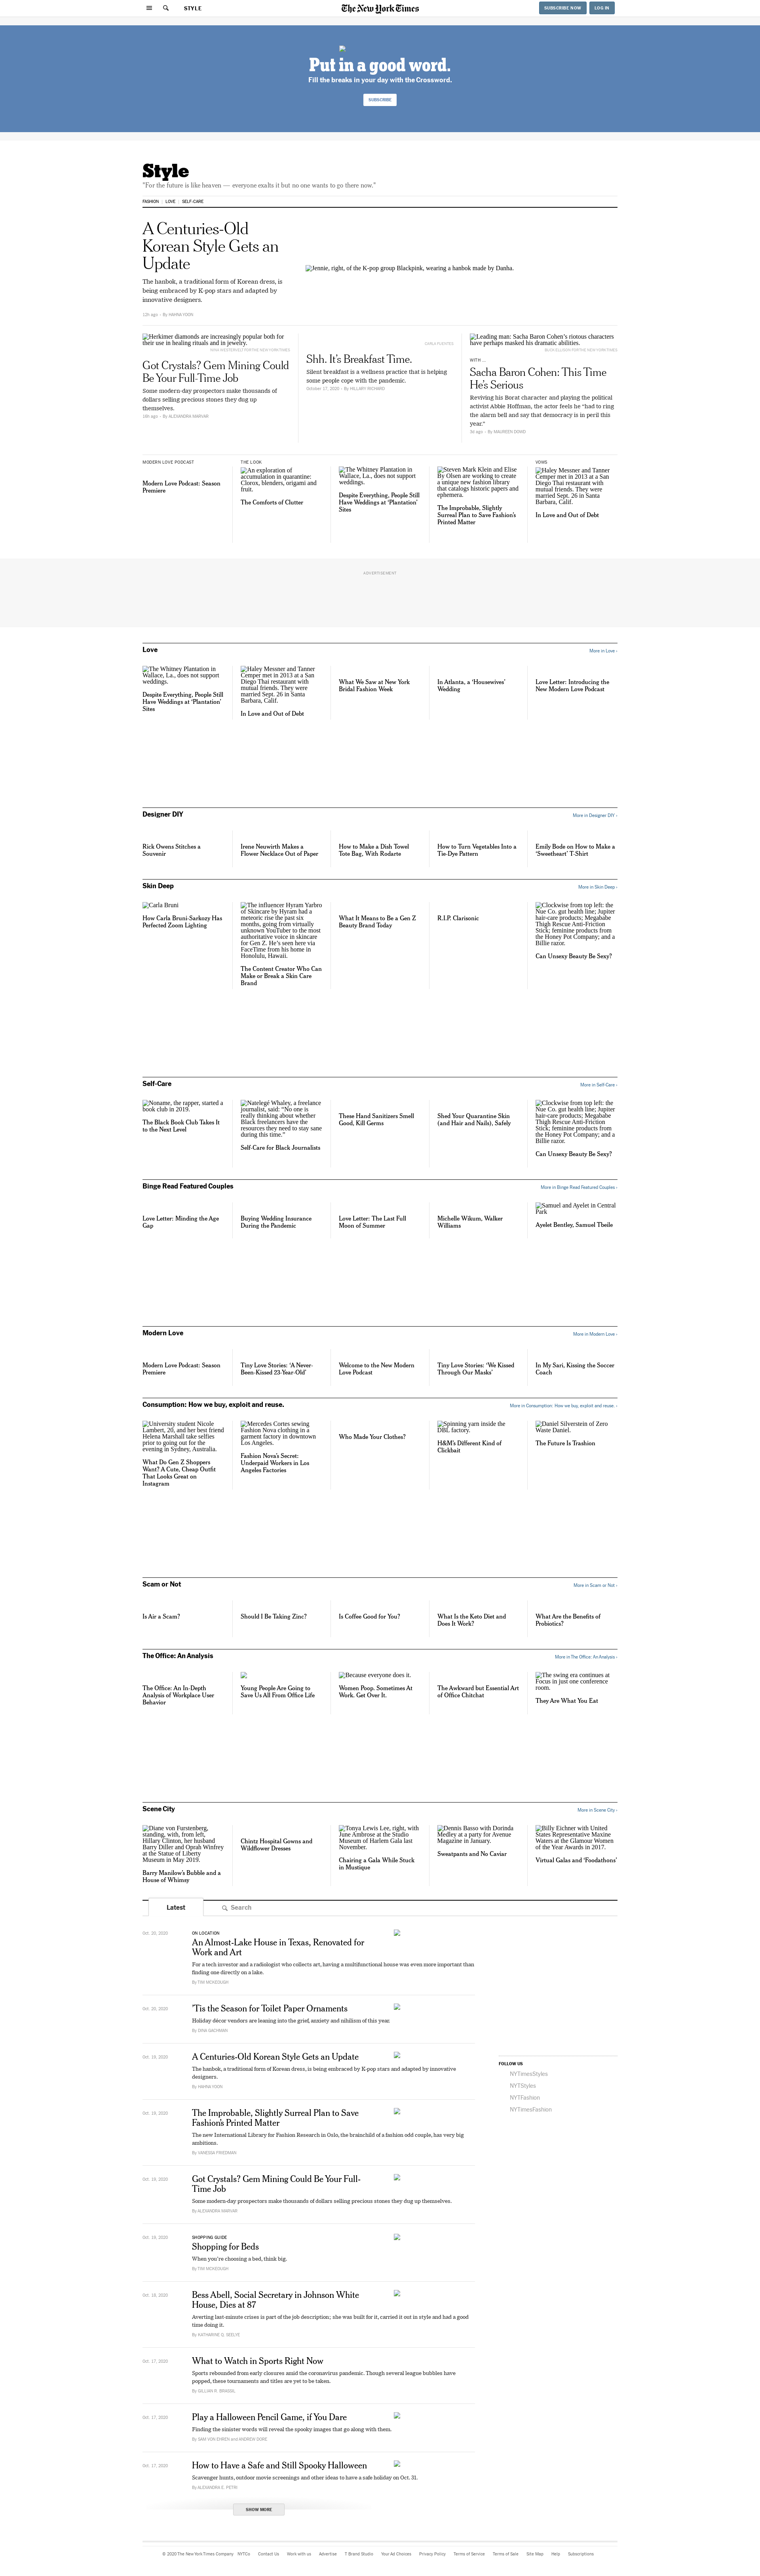 STYLE
The New York Times
SUBSCRIBE NOW
LOG IN
Put in a good word.
Fill the breaks in your day with the Crossword.
SUBSCRIBE
Style
"For the future is like heaven — everyone exalts it but no one wants to go there now."
FASHION
LOVE
SELF-CARE
A Centuries-Old
Korean Style Gets an
Update
The hanbok, a traditional form of Korean dress, is
being embraced by K-pop stars and adapted by
innovative designers.
12h ago · By HAHNA YOON
Jennie, right, of the K-pop group Blackpink, wearing a hanbok made by Danha.
Herkimer diamonds are increasingly popular both for
their use in healing rituals and in jewelry.
Got Crystals? Gem Mining Could
Be Your Full-Time Job
Some modern-day prospectors make thousands of
dollars selling precious stones they dug up
themselves.
16h ago · By ALEXANDRA MARVAR
CARLA FUENTES
Shh. It's Breakfast Time.
Silent breakfast is a wellness practice that is helping
some people cope with the pandemic.
October 17, 2020 · By HILLARY RICHARD
Leading man: Sacha Baron Cohen's riotous characters
have perhaps masked his dramatic abilities.
BUCK ELLISON FOR THE NEW YORK TIMES
WITH ...
Sacha Baron Cohen: This Time
He's Serious
Reviving his Borat character and playing the political
activist Abbie Hoffman, the actor feels he "had to ring
the alarm bell and say that democracy is in peril this
year."
3d ago · By MAUREEN DOWD
MODERN LOVE PODCAST
Modern Love Podcast: Season
Premiere
THE LOOK
An exploration of
accumulation in quarantine:
Clorox, blenders, origami and
fruit.
The Comforts of Clutter
The Whitney Plantation in
Wallace, La., does not support
weddings.
Despite Everything, People Still
Have Weddings at 'Plantation'
Sites
Steven Mark Klein and Elise
By Olsen are working to create
a unique new fashion library
that catalogs historic papers and
ephemera.
The Improbable, Slightly
Surreal Plan to Save Fashion's
Printed Matter
VOWS
Haley Messner and Tanner
Cemper met in 2013 at a San
Diego Thai restaurant with
mutual friends. They were
married Sept. 26 in Santa
Barbara, Calif.
In Love and Out of Debt
ADVERTISEMENT
Love
More in Love ›
The Whitney Plantation in
Wallace, La., does not support
weddings.
Despite Everything, People Still
Have Weddings at 'Plantation'
Sites
Haley Messner and Tanner
Cemper met in 2013 at a San
Diego Thai restaurant with
mutual friends. They were
married Sept. 26 in Santa
Barbara, Calif.
In Love and Out of Debt
What We Saw at New York
Bridal Fashion Week
In Atlanta, a 'Housewives'
Wedding
Love Letter: Introducing the
New Modern Love Podcast
Designer DIY
More in Designer DIY ›
Rick Owens Stitches a
Souvenir
Irene Neuwirth Makes a
Flower Necklace Out of Paper
How to Make a Dish Towel
Tote Bag, With Rodarte
How to Turn Vegetables Into a
Tie-Dye Pattern
Emily Bode on How to Make a
'Sweetheart' T-Shirt
Skin Deep
More in Skin Deep ›
Carla Bruni
How Carla Bruni-Sarkozy Has
Perfected Zoom Lighting
The influencer Hyram Yarbro
of Skincare by Hyram had a
meteoric rise the past six
months, going from virtually
unknown YouTuber to the most
authoritative voice in skincare
for Gen Z. He's seen here via
FaceTime from his home in
Honolulu, Hawaii.
The Content Creator Who Can
Make or Break a Skin Care
Brand
What It Means to Be a Gen Z
Beauty Brand Today
R.I.P. Clarisonic
Clockwise from top left: the
Nue Co. gut health line; Jupiter
hair-care products; Megababe
Thigh Rescue Anti-Friction
Stick; feminine products from
the Honey Pot Company; and a
Billie razor.
Can Unsexy Beauty Be Sexy?
Self-Care
More in Self-Care ›
Noname, the rapper, started a
book club in 2019.
The Black Book Club Takes It
to the Next Level
Natelegé Whaley, a freelance
journalist, said: "No one is
really thinking about whether
Black freelancers have the
resources they need to stay sane
during this time."
Self-Care for Black Journalists
These Hand Sanitizers Smell
Good, Kill Germs
Shed Your Quarantine Skin
(and Hair and Nails), Safely
Clockwise from top left: the
Nue Co. gut health line; Jupiter
hair-care products; Megababe
Thigh Rescue Anti-Friction
Stick; feminine products from
the Honey Pot Company; and a
Billie razor.
Can Unsexy Beauty Be Sexy?
Binge Read Featured Couples
More in Binge Read Featured Couples ›
Love Letter: Minding the Age
Gap
Buying Wedding Insurance
During the Pandemic
Love Letter: The Last Full
Moon of Summer
Michelle Wikum, Walker
Williams
Samuel and Ayelet in Central
Park
Ayelet Bentley, Samuel Tbeile
Modern Love
More in Modern Love ›
Modern Love Podcast: Season
Premiere
Tiny Love Stories: 'A Never-
Been-Kissed 23-Year-Old'
Welcome to the New Modern
Love Podcast
Tiny Love Stories: 'We Kissed
Through Our Masks'
In My Sari, Kissing the Soccer
Coach
Consumption: How we buy, exploit and reuse.
More in Consumption: How we buy, exploit and reuse. ›
University student Nicole
Lambert, 20, and her best friend
Helena Marshall take selfies
prior to going out for the
evening in Sydney, Australia.
What Do Gen Z Shoppers
Want? A Cute, Cheap Outfit
That Looks Great on
Instagram
Mercedes Cortes sewing
Fashion Nova clothing in a
garment factory in downtown
Los Angeles.
Fashion Nova's Secret:
Underpaid Workers in Los
Angeles Factories
Who Made Your Clothes?
Spinning yarn inside the
DBL factory.
H&M's Different Kind of
Clickbait
Daniel Silverstein of Zero
Waste Daniel.
The Future Is Trashion
Scam or Not
More in Scam or Not ›
Is Air a Scam?
Should I Be Taking Zinc?
Is Coffee Good for You?
What Is the Keto Diet and
Does It Work?
What Are the Benefits of
Probiotics?
The Office: An Analysis
More in The Office: An Analysis ›
The Office: An In-Depth
Analysis of Workplace User
Behavior
Young People Are Going to
Save Us All From Office Life
Because everyone does it.
Women Poop. Sometimes At
Work. Get Over It.
The Awkward but Essential Art
of Office Chitchat
The swing era continues at
Focus in just one conference
room.
They Are What You Eat
Scene City
More in Scene City ›
Diane von Furstenberg,
standing, with, from left,
Hillary Clinton, her husband
Barry Diller and Oprah Winfrey
at the Statue of Liberty
Museum in May 2019.
Barry Manilow's Bubble and a
House of Whimsy
Chintz Hospital Gowns and
Wildflower Dresses
Tonya Lewis Lee, right, with
June Ambrose at the Studio
Museum of Harlem Gala last
November.
Chairing a Gala While Stuck
in Mustique
Dennis Basso with Dorinda
Medley at a party for Avenue
Magazine in January.
Sweatpants and No Caviar
Billy Eichner with United
States Representative Maxine
Waters at the Glamour Women
of the Year Awards in 2017.
Virtual Galas and 'Foodathons'
Latest
Search
Oct. 20, 2020
ON LOCATION
An Almost-Lake House in Texas, Renovated for
Work and Art
For a tech investor and a radiologist who collects art, having a multifunctional house was even more important than
finding one directly on a lake.
By TIM MCKEOUGH
Oct. 20, 2020
'Tis the Season for Toilet Paper Ornaments
Holiday décor vendors are leaning into the grief, anxiety and nihilism of this year.
By GINA GACHMAN
Oct. 19, 2020
A Centuries-Old Korean Style Gets an Update
The hanbok, a traditional form of Korean dress, is being embraced by K-pop stars and adapted by innovative
designers.
By HAHNA YOON
Oct. 19, 2020
The Improbable, Slightly Surreal Plan to Save
Fashion's Printed Matter
The new International Library for Fashion Research in Oslo, the brainchild of a fashion odd couple, has very big
ambitions.
By VANESSA FRIEDMAN
Oct. 19, 2020
Got Crystals? Gem Mining Could Be Your Full-
Time Job
Some modern-day prospectors make thousands of dollars selling precious stones they dug up themselves.
By ALEXANDRA MARVAR
Oct. 19, 2020
SHOPPING GUIDE
Shopping for Beds
When you're choosing a bed, think big.
By TIM MCKEOUGH
Oct. 18, 2020
Bess Abell, Social Secretary in Johnson White
House, Dies at 87
Averting last-minute crises is part of the job description; she was built for it, carried it out in style and had a good
time doing it.
By KATHARINE Q. SEELYE
Oct. 17, 2020
What to Watch in Sports Right Now
Sports rebounded from early closures amid the coronavirus pandemic. Though several league bubbles have
popped, these tournaments and titles are yet to be taken.
By GILLIAN R. BRASSIL
Oct. 17, 2020
Play a Halloween Pencil Game, if You Dare
Finding the sinister words will reveal the spooky images that go along with them.
By SAM VON EHREN and ANDREW SORE
Oct. 17, 2020
How to Have a Safe and Still Spooky Halloween
Scavenger hunts, outdoor movie screenings and other ideas to have a safe holiday on Oct. 31.
By ALEXANDRA E. PETRI
SHOW MORE
FOLLOW US
NYTimesStyles
NYTStyles
NYTFashion
NYTimesFashion
© 2020 The New York Times Company
NYTCo
Contact Us
Work with us
Advertise
T Brand Studio
Your Ad Choices
Privacy Policy
Terms of Service
Terms of Sale
Site Map
Help
Subscriptions